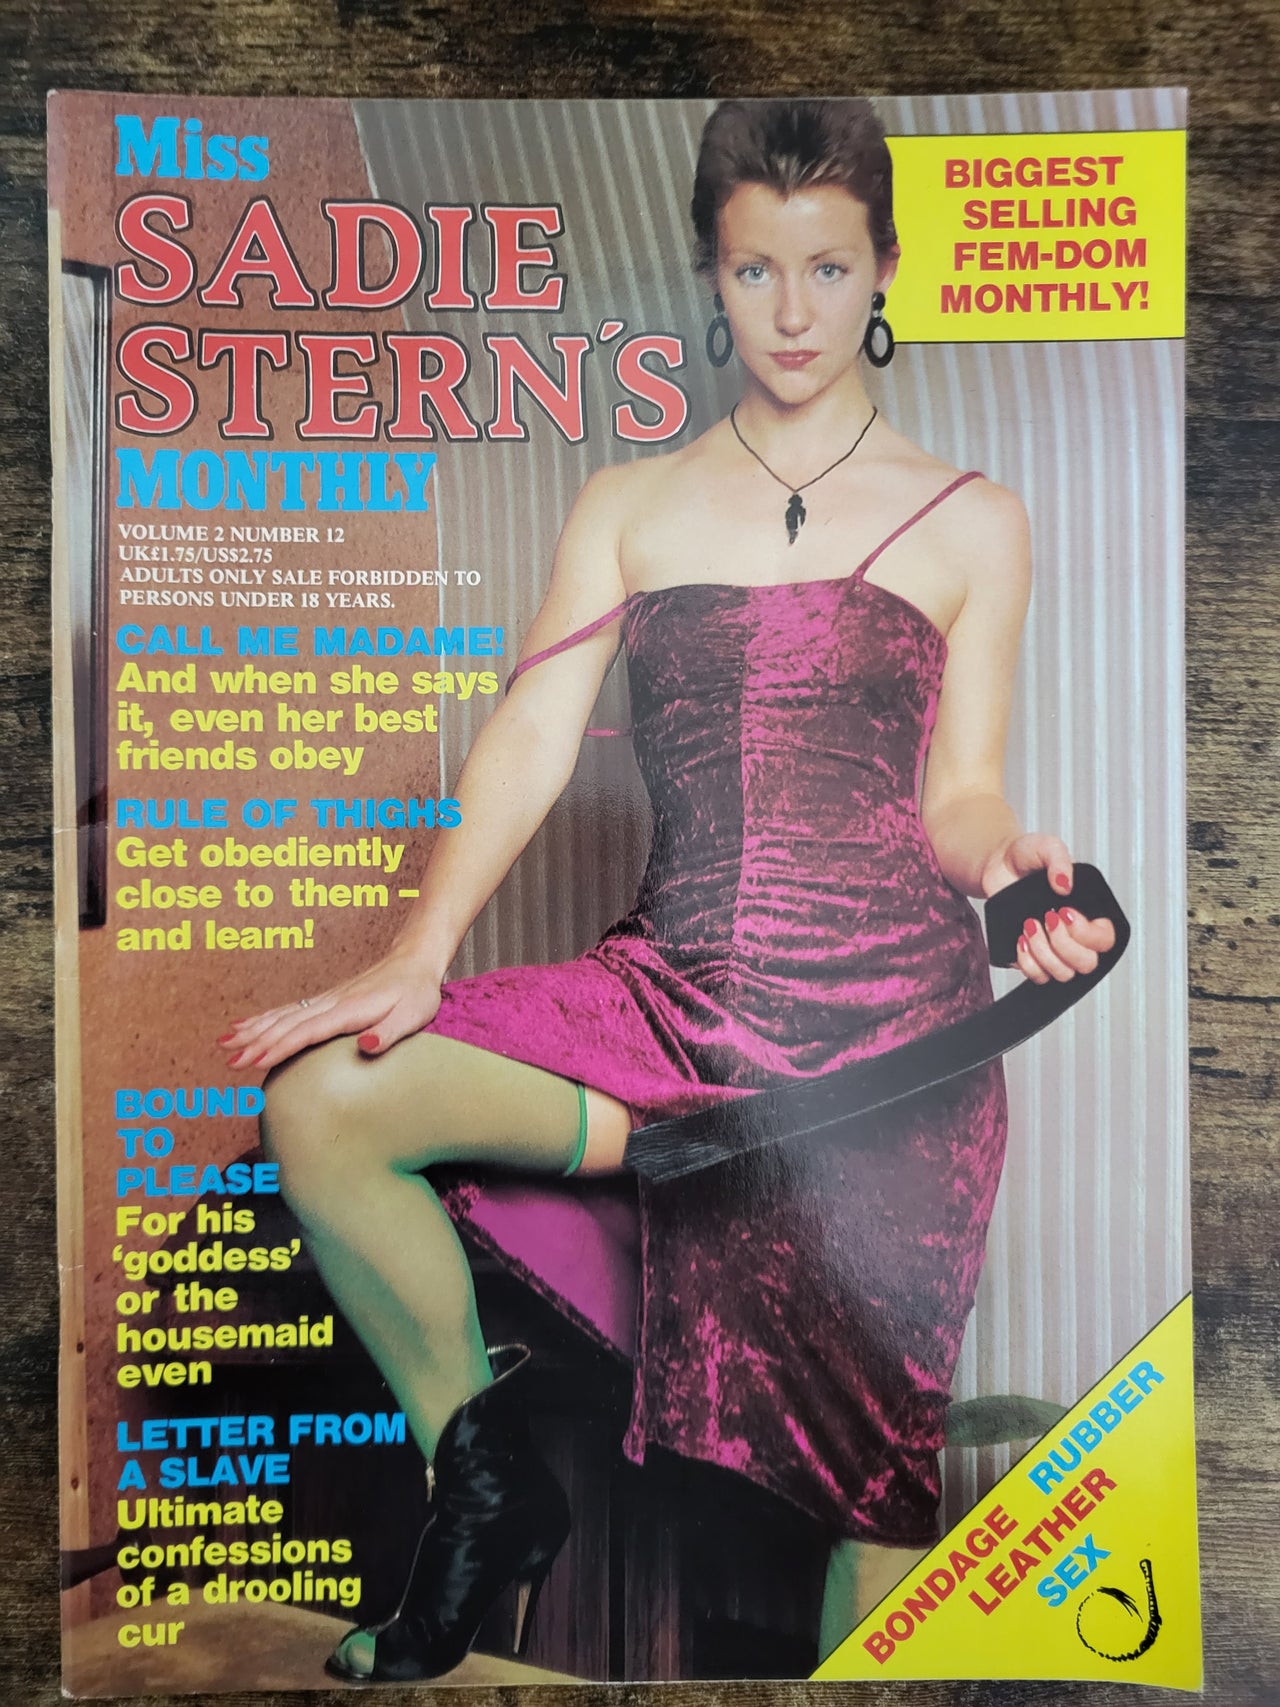 Miss
SADIE
STERN'S
MONTHLY
BIGGEST
SELLING
FEM-DOM
MONTHLY!
VOLUME 2 NUMBER 12
UK£1.75/US$2.75
ADULTS ONLY SALE FORBIDDEN TO
PERSONS UNDER 18 YEARS.
CALL ME MADAME!
And when she says
it, even her best
friends obey
RULE OF THIGHS
Get obediently
close to them –
and learn!
BOUND
TO
PLEASE
For his
'goddess'
or the
housemaid
even
LETTER FROM
A SLAVE
Ultimate
confessions
of a drooling
cur
BONDAGE RUBBER
LEATHER
SEX